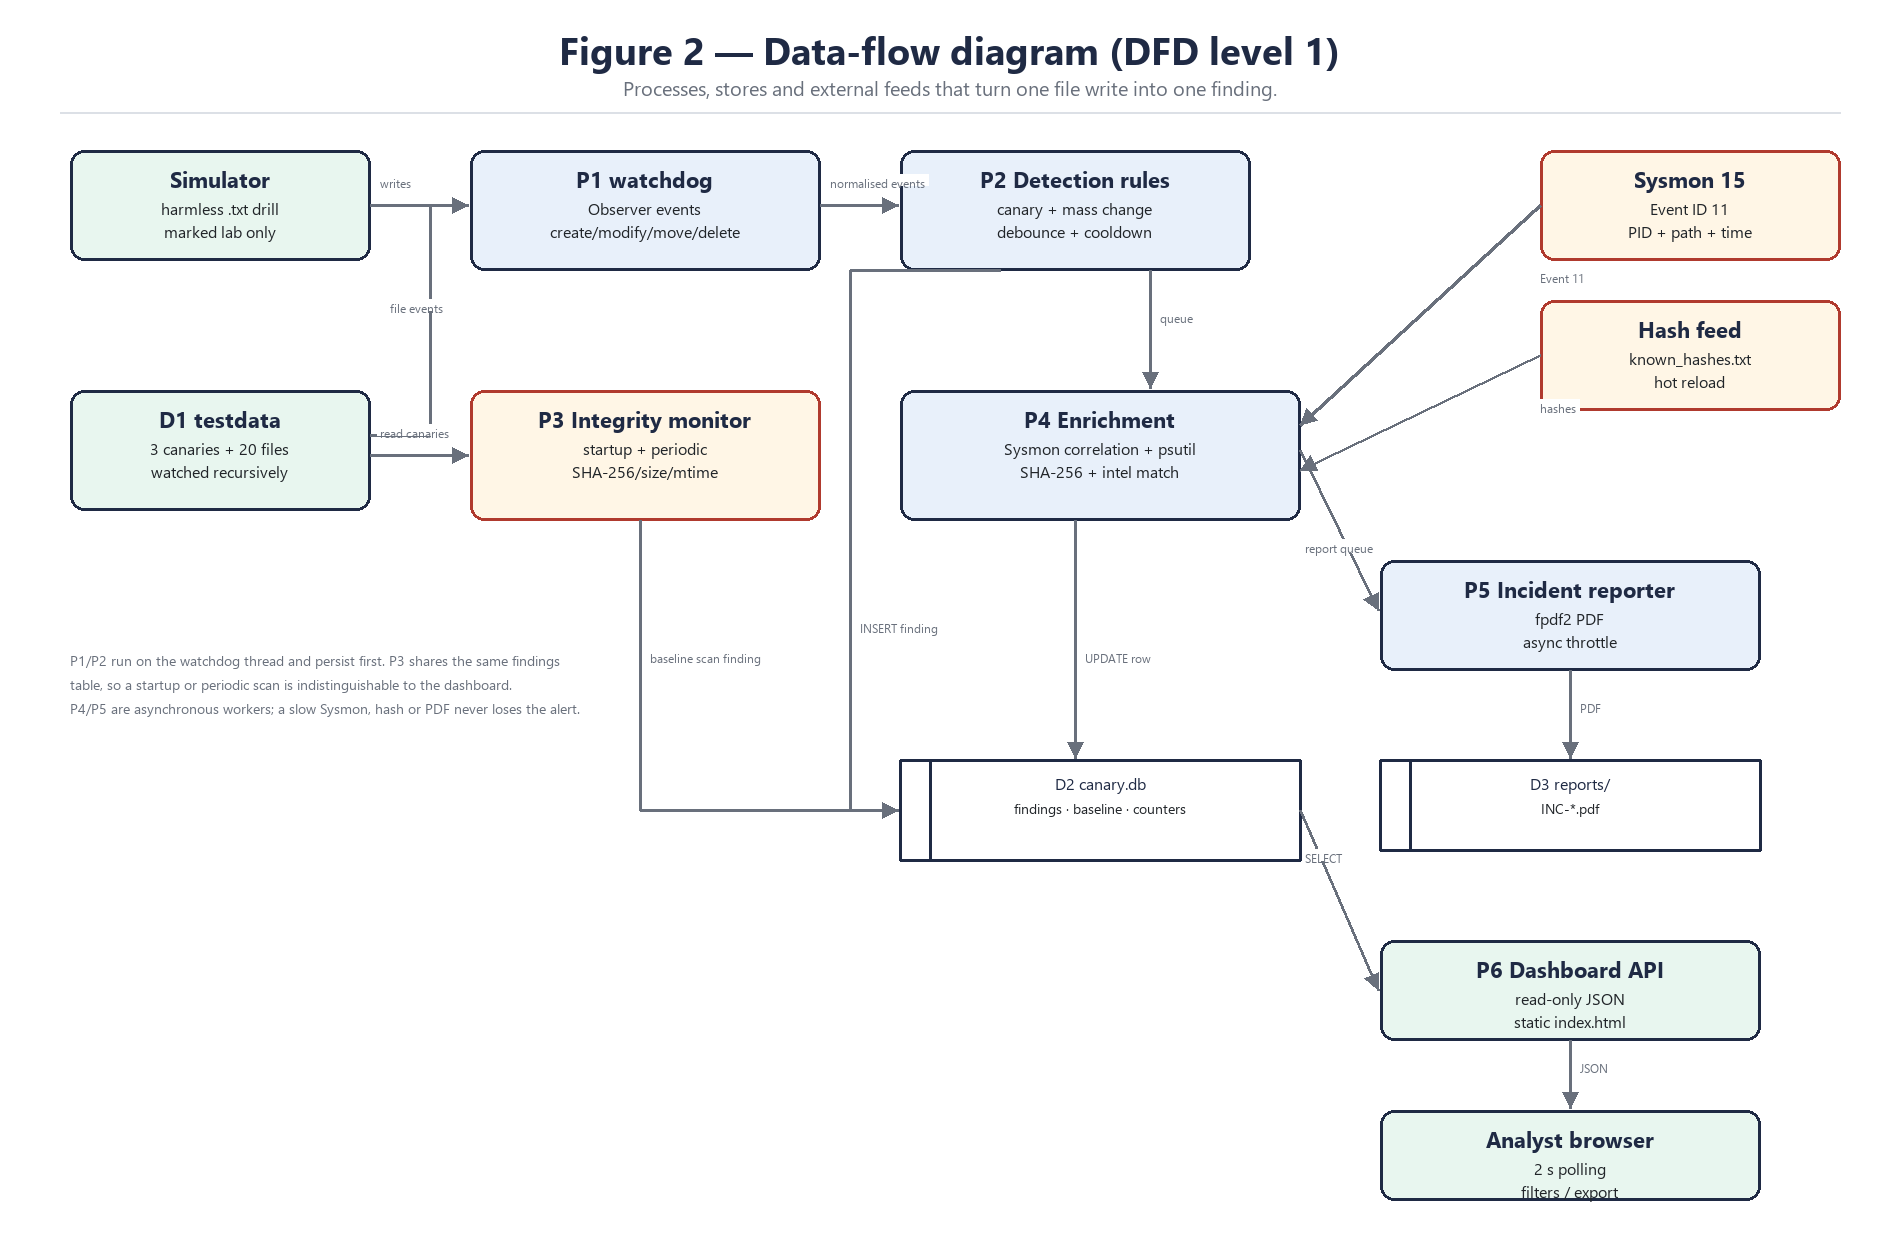 Figure 2 — Data-flow diagram (DFD level 1)
Processes, stores and external feeds that turn one file write into one finding.
Simulator
harmless .txt drill
marked lab only
writes
P1 watchdog
Observer events
create/modify/move/delete
normalised events
P2 Detection rules
canary + mass change
debounce + cooldown
Sysmon 15
Event ID 11
PID + path + time
Event 11
file events
queue
Hash feed
known_hashes.txt
hot reload
hashes
D1 testdata
3 canaries + 20 files
watched recursively
read canaries
P3 Integrity monitor
startup + periodic
SHA-256/size/mtime
P4 Enrichment
Sysmon correlation + psutil
SHA-256 + intel match
report queue
P5 Incident reporter
fpdf2 PDF
async throttle
INSERT finding
baseline scan finding
UPDATE row
P1/P2 run on the watchdog thread and persist first. P3 shares the same findings
table, so a startup or periodic scan is indistinguishable to the dashboard.
P4/P5 are asynchronous workers; a slow Sysmon, hash or PDF never loses the alert.
PDF
D2 canary.db
findings · baseline · counters
D3 reports/
INC-*.pdf
SELECT
P6 Dashboard API
read-only JSON
static index.html
JSON
Analyst browser
2 s polling
filters / export